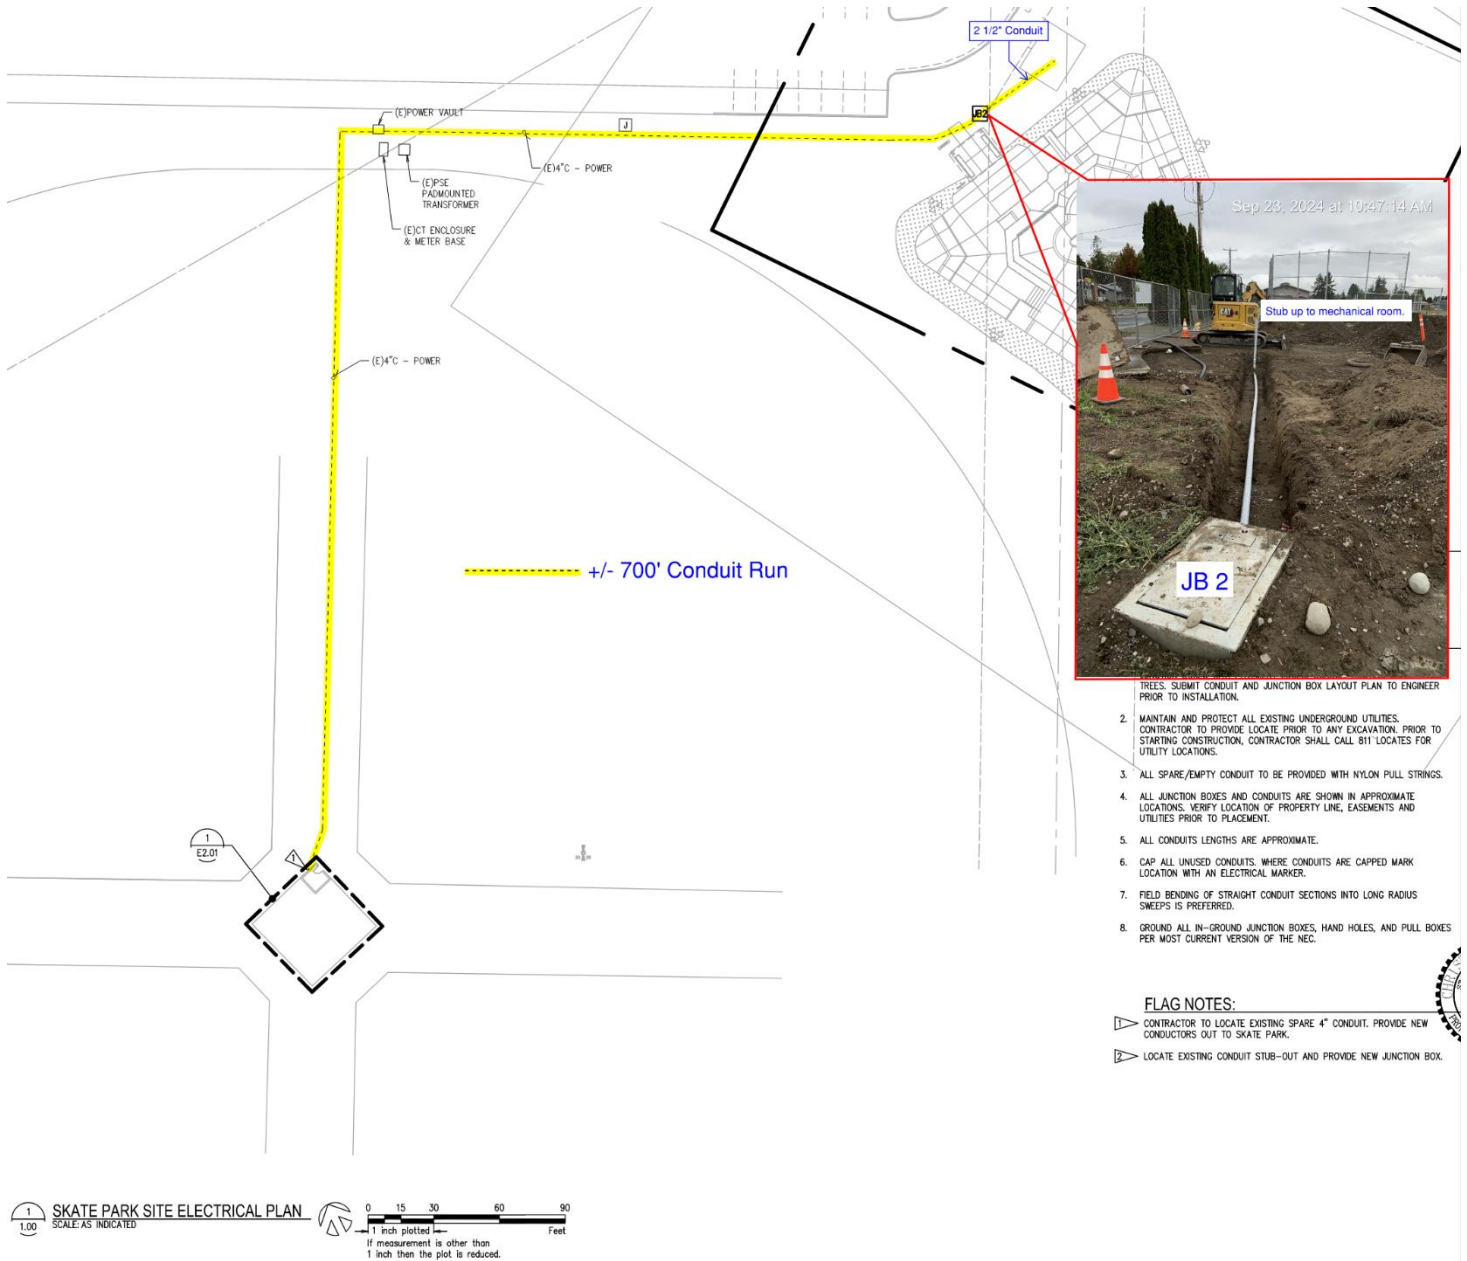 2 1/2" Conduit
(E)POWER VAULT
J
JB2
(E)4"C - POWER
(E)PSE
PADMOUNTED
TRANSFORMER
(E)CT ENCLOSURE
& METER BASE
Sep 23, 2024 at 10:47:14 AM
Stub up to mechanical room.
CAT
(E)4"C - POWER
+/- 700' Conduit Run
JB 2
TREES. SUBMIT CONDUIT AND JUNCTION BOX LAYOUT PLAN TO ENGINEER
PRIOR TO INSTALLATION.
2. MAINTAIN AND PROTECT ALL EXISTING UNDERGROUND UTILITIES.
CONTRACTOR TO PROVIDE LOCATE PRIOR TO ANY EXCAVATION. PRIOR TO
STARTING CONSTRUCTION, CONTRACTOR SHALL CALL 811 LOCATES FOR
UTILITY LOCATIONS.
3. ALL SPARE/EMPTY CONDUIT TO BE PROVIDED WITH NYLON PULL STRINGS.
4. ALL JUNCTION BOXES AND CONDUITS ARE SHOWN IN APPROXIMATE
LOCATIONS. VERIFY LOCATION OF PROPERTY LINE, EASEMENTS AND
UTILITIES PRIOR TO PLACEMENT.
5. ALL CONDUITS LENGTHS ARE APPROXIMATE.
6. CAP ALL UNUSED CONDUITS. WHERE CONDUITS ARE CAPPED MARK
LOCATION WITH AN ELECTRICAL MARKER.
7. FIELD BENDING OF STRAIGHT CONDUIT SECTIONS INTO LONG RADIUS
SWEEPS IS PREFERRED.
8. GROUND ALL IN-GROUND JUNCTION BOXES, HAND HOLES, AND PULL BOXES
PER MOST CURRENT VERSION OF THE NEC.
1
E2.01
1
FLAG NOTES:
1 CONTRACTOR TO LOCATE EXISTING SPARE 4" CONDUIT. PROVIDE NEW
CONDUCTORS OUT TO SKATE PARK.
2 LOCATE EXISTING CONDUIT STUB-OUT AND PROVIDE NEW JUNCTION BOX.
1
1.00
SKATE PARK SITE ELECTRICAL PLAN
SCALE: AS INDICATED
0 15 30 60 90
1 inch plotted Feet
If measurement is other than
1 inch then the plot is reduced.